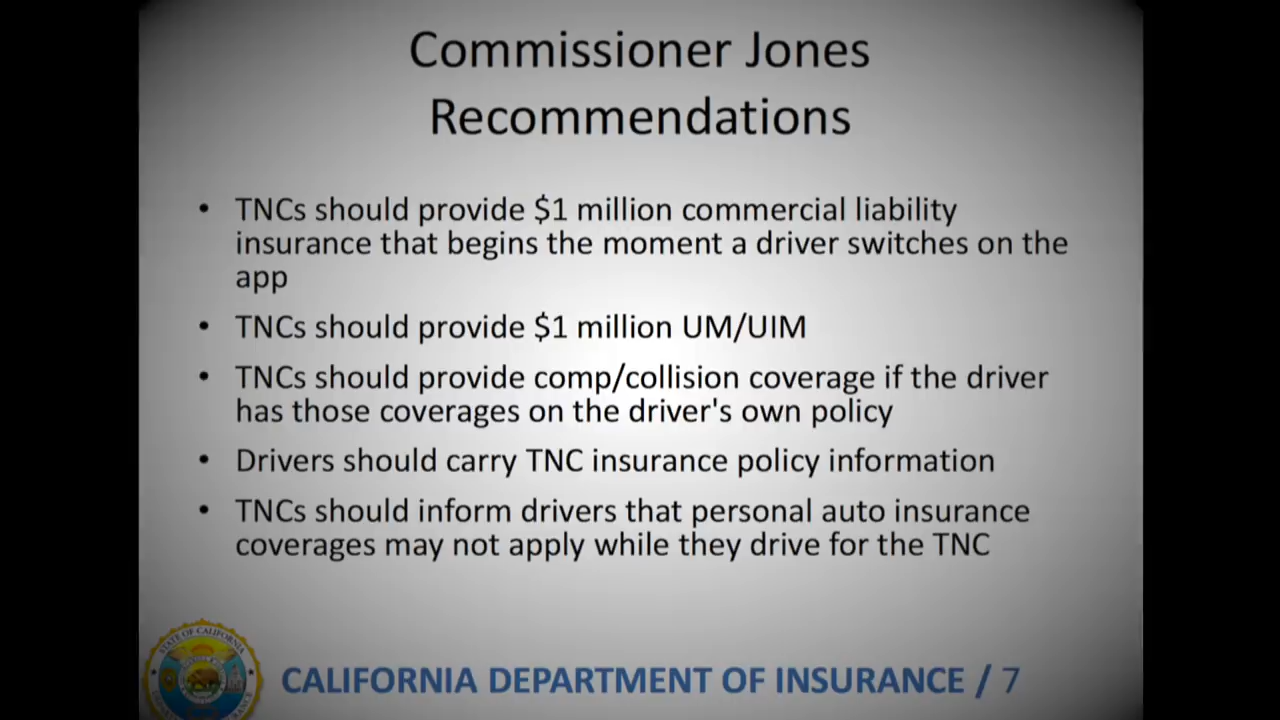 Commissioner Jones
Recommendations
• TNCs should provide $1 million commercial liability
insurance that begins the moment a driver switches on the
app
• TNCs should provide $1 million UM/UIM
• TNCs should provide comp/collision coverage if the driver
has those coverages on the driver's own policy
• Drivers should carry TNC insurance policy information
• TNCs should inform drivers that personal auto insurance
coverages may not apply while they drive for the TNC
STATE OF CALIFORNIA
CALIFORNIA DEPARTMENT OF INSURANCE / 7